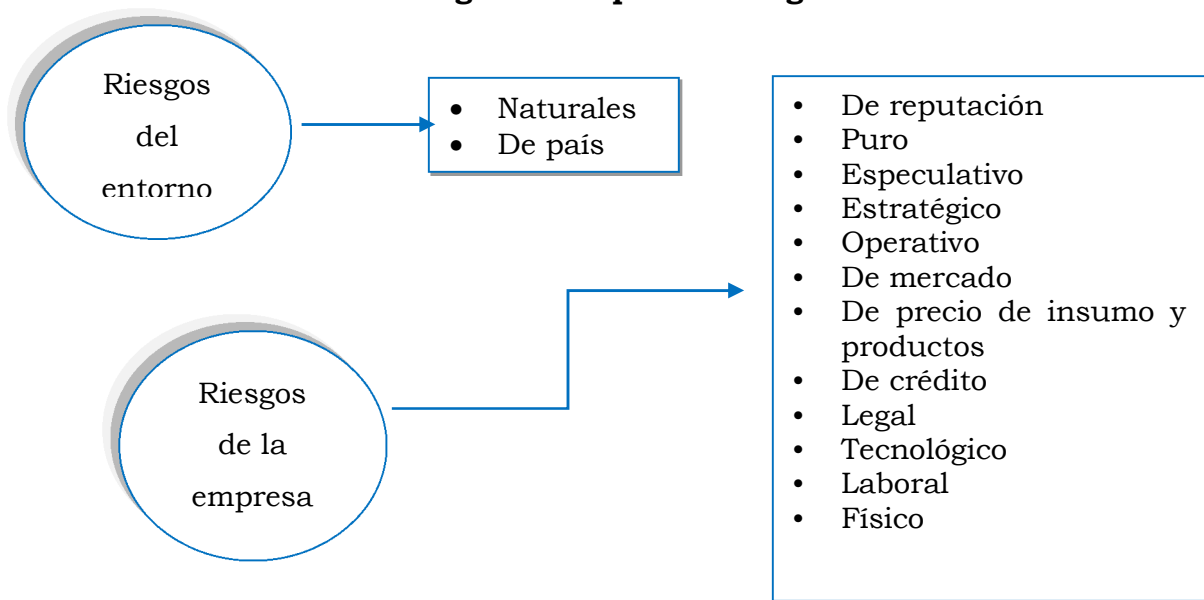 Riesgos
del
entorno
• Naturales
• De país
• De reputación
• Puro
• Especulativo
• Estratégico
• Operativo
• De mercado
• De precio de insumo y
productos
• De crédito
• Legal
• Tecnológico
• Laboral
• Físico
Riesgos
de la
empresa